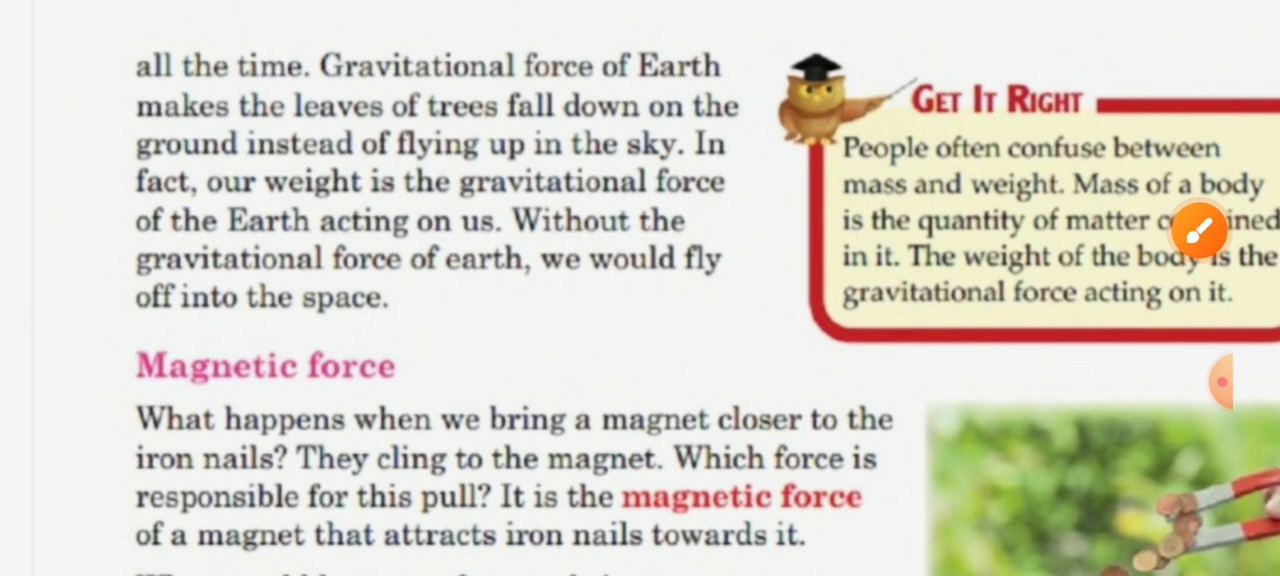 all the time. Gravitational force of Earth
makes the leaves of trees fall down on the
ground instead of flying up in the sky. In
fact, our weight is the gravitational force
of the Earth acting on us. Without the
gravitational force of earth, we would fly
off into the space.
GET IT RIGHT
People often confuse between
mass and weight. Mass of a body
is the quantity of matter
in it. The weight of the body is the
gravitational force acting on it.
Magnetic force
What happens when we bring a magnet closer to the
iron nails? They cling to the magnet. Which force is
responsible for this pull? It is the magnetic force
of a magnet that attracts iron nails towards it.